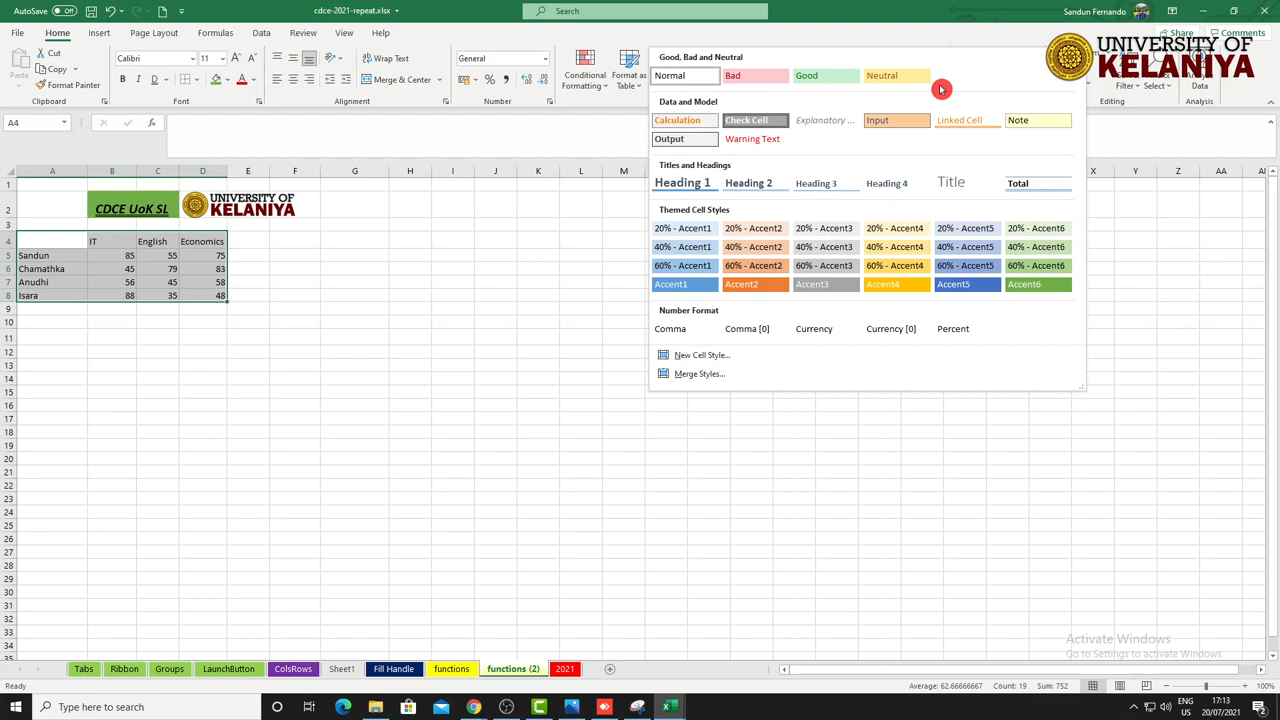 AutoSave Off cdce-2021-repeat.xlsx Search Sandun Fernando
File Home Insert Draw Page Layout Formulas Data Review View Help Share Comments
Cut
Copy
Format Painter
Paste
Clipboard
Calibri 11
B I U
Font
Wrap Text
Merge & Center
Alignment
General
Number
Conditional Formatting
Format as Table
Filter Select
Editing
Data
Analysis
UNIVERSITY OF
KELANIYA
A4
Good, Bad and Neutral
Normal Bad Good Neutral
Data and Model
Calculation Check Cell Explanatory ... Input Linked Cell Note
Output Warning Text
Titles and Headings
Heading 1 Heading 2 Heading 3 Heading 4 Title Total
Themed Cell Styles
20% - Accent1 20% - Accent2 20% - Accent3 20% - Accent4 20% - Accent5 20% - Accent6
40% - Accent1 40% - Accent2 40% - Accent3 40% - Accent4 40% - Accent5 40% - Accent6
60% - Accent1 60% - Accent2 60% - Accent3 60% - Accent4 60% - Accent5 60% - Accent6
Accent1 Accent2 Accent3 Accent4 Accent5 Accent6
Number Format
Comma Comma [0] Currency Currency [0] Percent
New Cell Style...
Merge Styles...
A B C D E F G H I J K L M X Y Z AA AI
1
2 CDCE UoK SL UNIVERSITY OF KELANIYA
3
4 IT English Economics
5 Sandun 85 55 75
6 Chamathka 45 79 83
7 Anudhi 56 45 58
8 Isara 88 35 48
9
10
11
12
13
14
15
16
17
18
19
20
21
22
23
24
25
26
27
28
29
30
31
32
33
34
Activate Windows
Go to Settings to activate Windows.
Tabs Ribbon Groups LaunchButton ColsRows Sheet1 Fill Handle functions functions (2) 2021
Ready Average: 62.66666667 Count: 19 Sum: 752 100%
Type here to search
ENG
US
17:13
20/07/2021